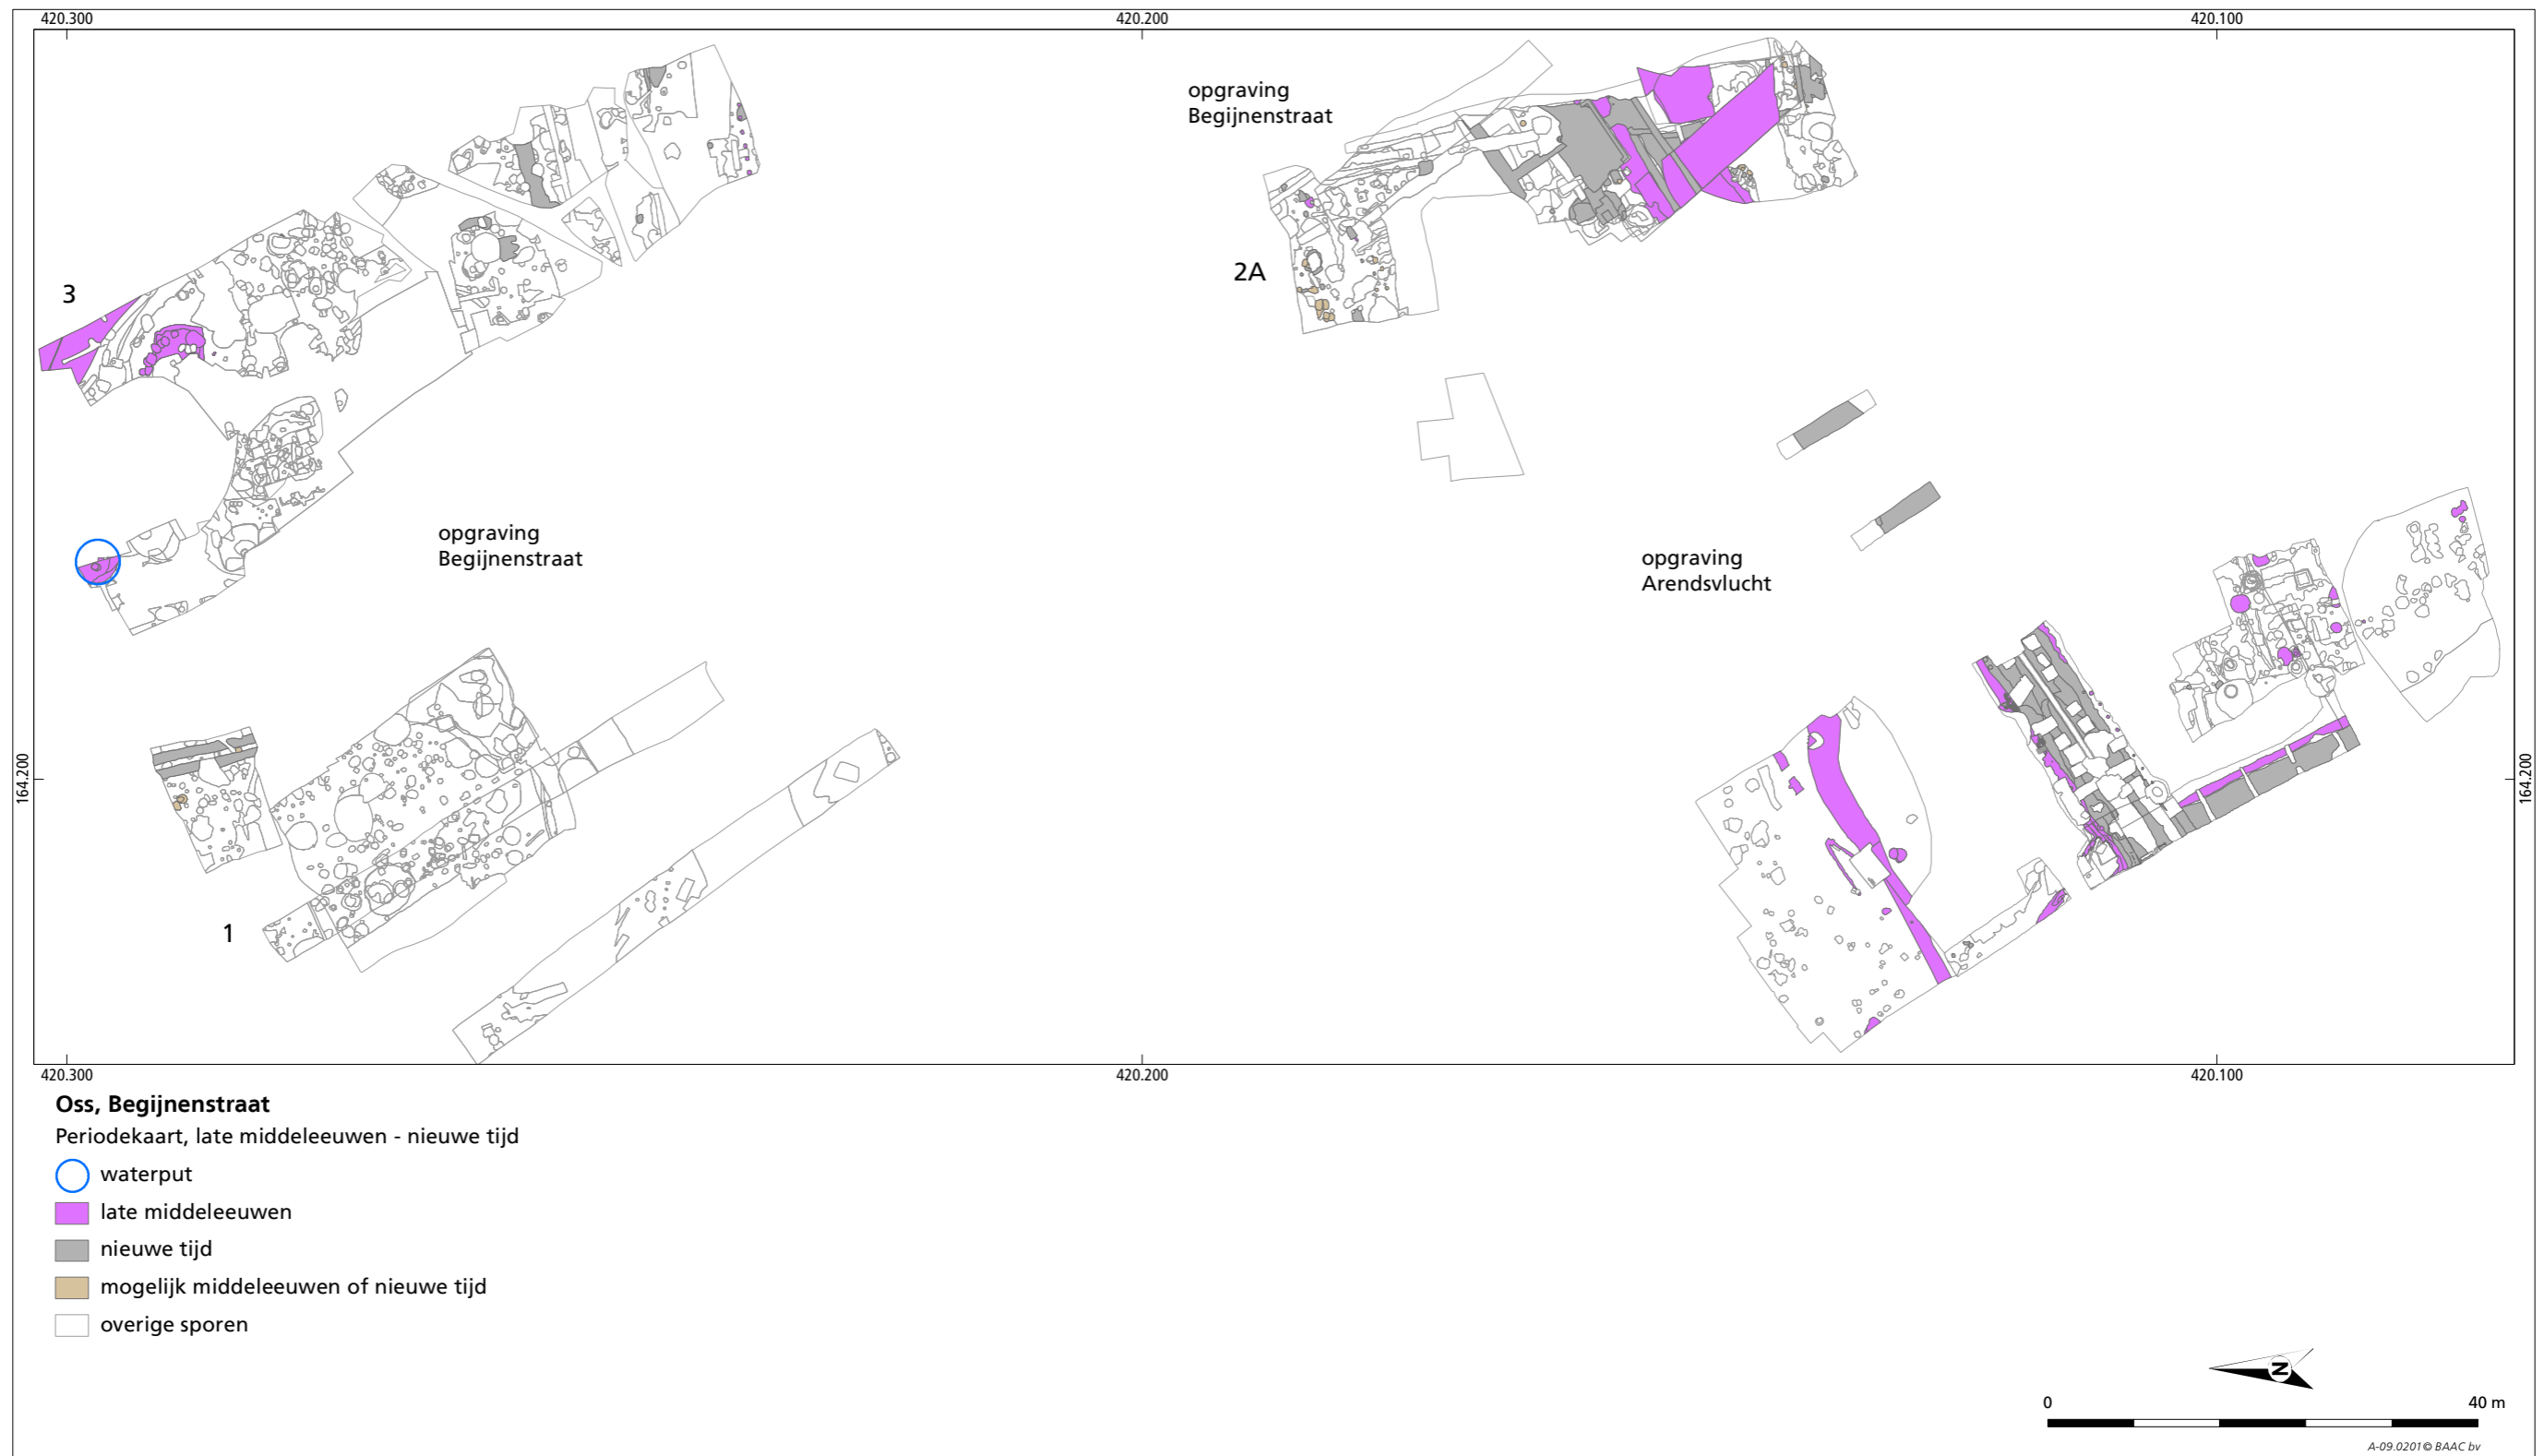 420.300
420.200
420.100
opgraving
Begijnenstraat
2A
3
opgraving
Begijnenstraat
opgraving
Arendsvlucht
164.200
164.200
1
420.300
420.200
420.100
Oss, Begijnenstraat
Periodekaart, late middeleeuwen - nieuwe tijd
waterput
late middeleeuwen
nieuwe tijd
mogelijk middeleeuwen of nieuwe tijd
overige sporen
N
0 40 m
A-09.0201© BAAC bv